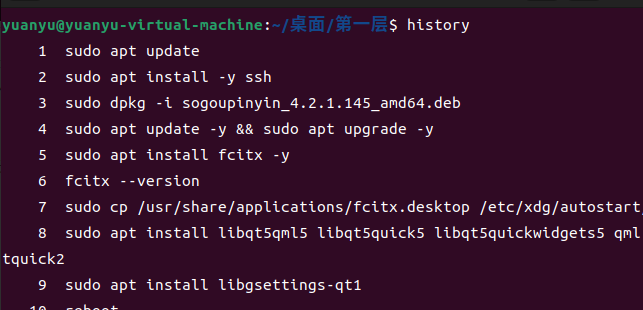 yuanyu@yuanyu-virtual-machine:~/桌面/第一层$ history
1 sudo apt update
2 sudo apt install -y ssh
3 sudo dpkg -i sogoupinyin_4.2.1.145_amd64.deb
4 sudo apt update -y && sudo apt upgrade -y
5 sudo apt install fcitx -y
6 fcitx --version
7 sudo cp /usr/share/applications/fcitx.desktop /etc/xdg/autostart/
8 sudo apt install libqt5qml5 libqt5quick5 libqt5quickwidgets5 qml
tquick2
9 sudo apt install libgsettings-qt1
10 reboot